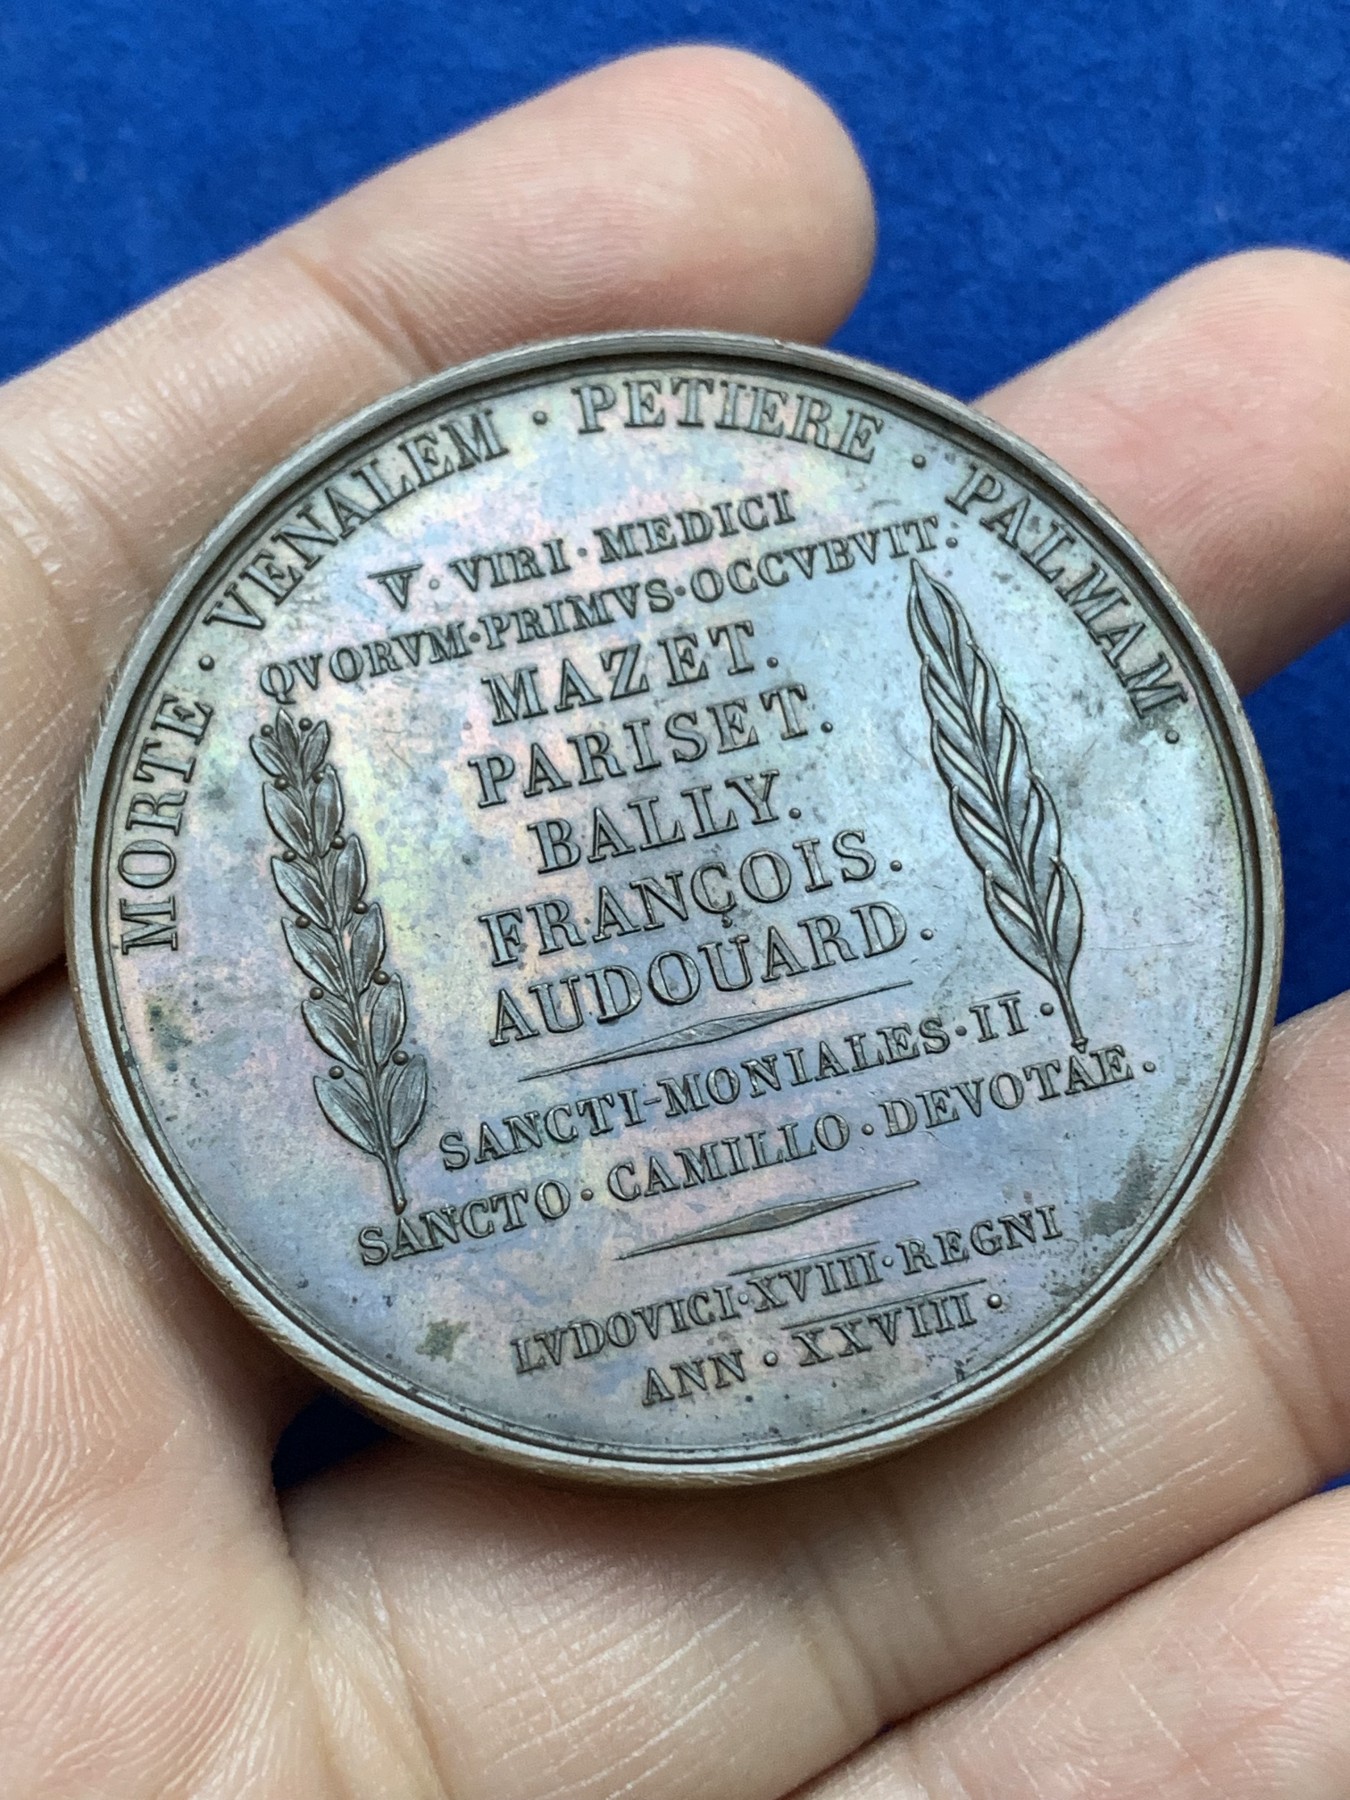 MORTE · VENALEM · PETIERE · PALMAM ·
V · VIRI · MEDICI
QVORVM · PRIMVS · OCCVBVIT ·
MAZET.
PARISET.
BALLY.
FRANÇOIS.
AUDOUARD.
SANCTI-MONIALES · II ·
SANCTO · CAMILLO · DEVOTAE.
LVDOVICI · XVIII · REGNI
ANN · XXVIII ·